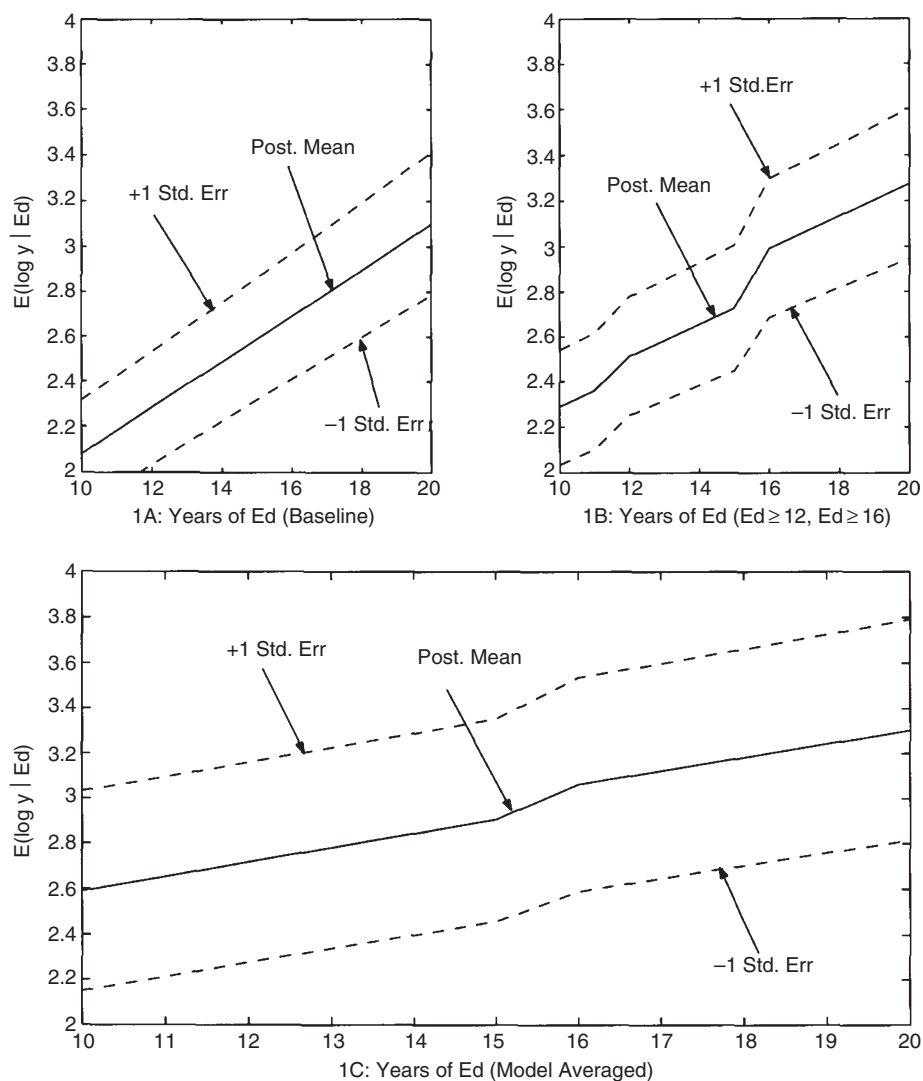 4
3.8
3.6
3.4
3.2
3
2.8
2.6
2.4
2.2
2
E(log y | Ed)
+1 Std. Err
Post. Mean
–1 Std. Err
10 12 14 16 18 20
1A: Years of Ed (Baseline)
4
3.8
3.6
3.4
3.2
3
2.8
2.6
2.4
2.2
2
E(log y | Ed)
+1 Std.Err
Post. Mean
–1 Std. Err
10 12 14 16 18 20
1B: Years of Ed (Ed ≥ 12, Ed ≥ 16)
4
3.8
3.6
3.4
3.2
3
2.8
2.6
2.4
2.2
2
E(log y | Ed)
+1 Std. Err
Post. Mean
–1 Std. Err
10 11 12 13 14 15 16 17 18 19 20
1C: Years of Ed (Model Averaged)